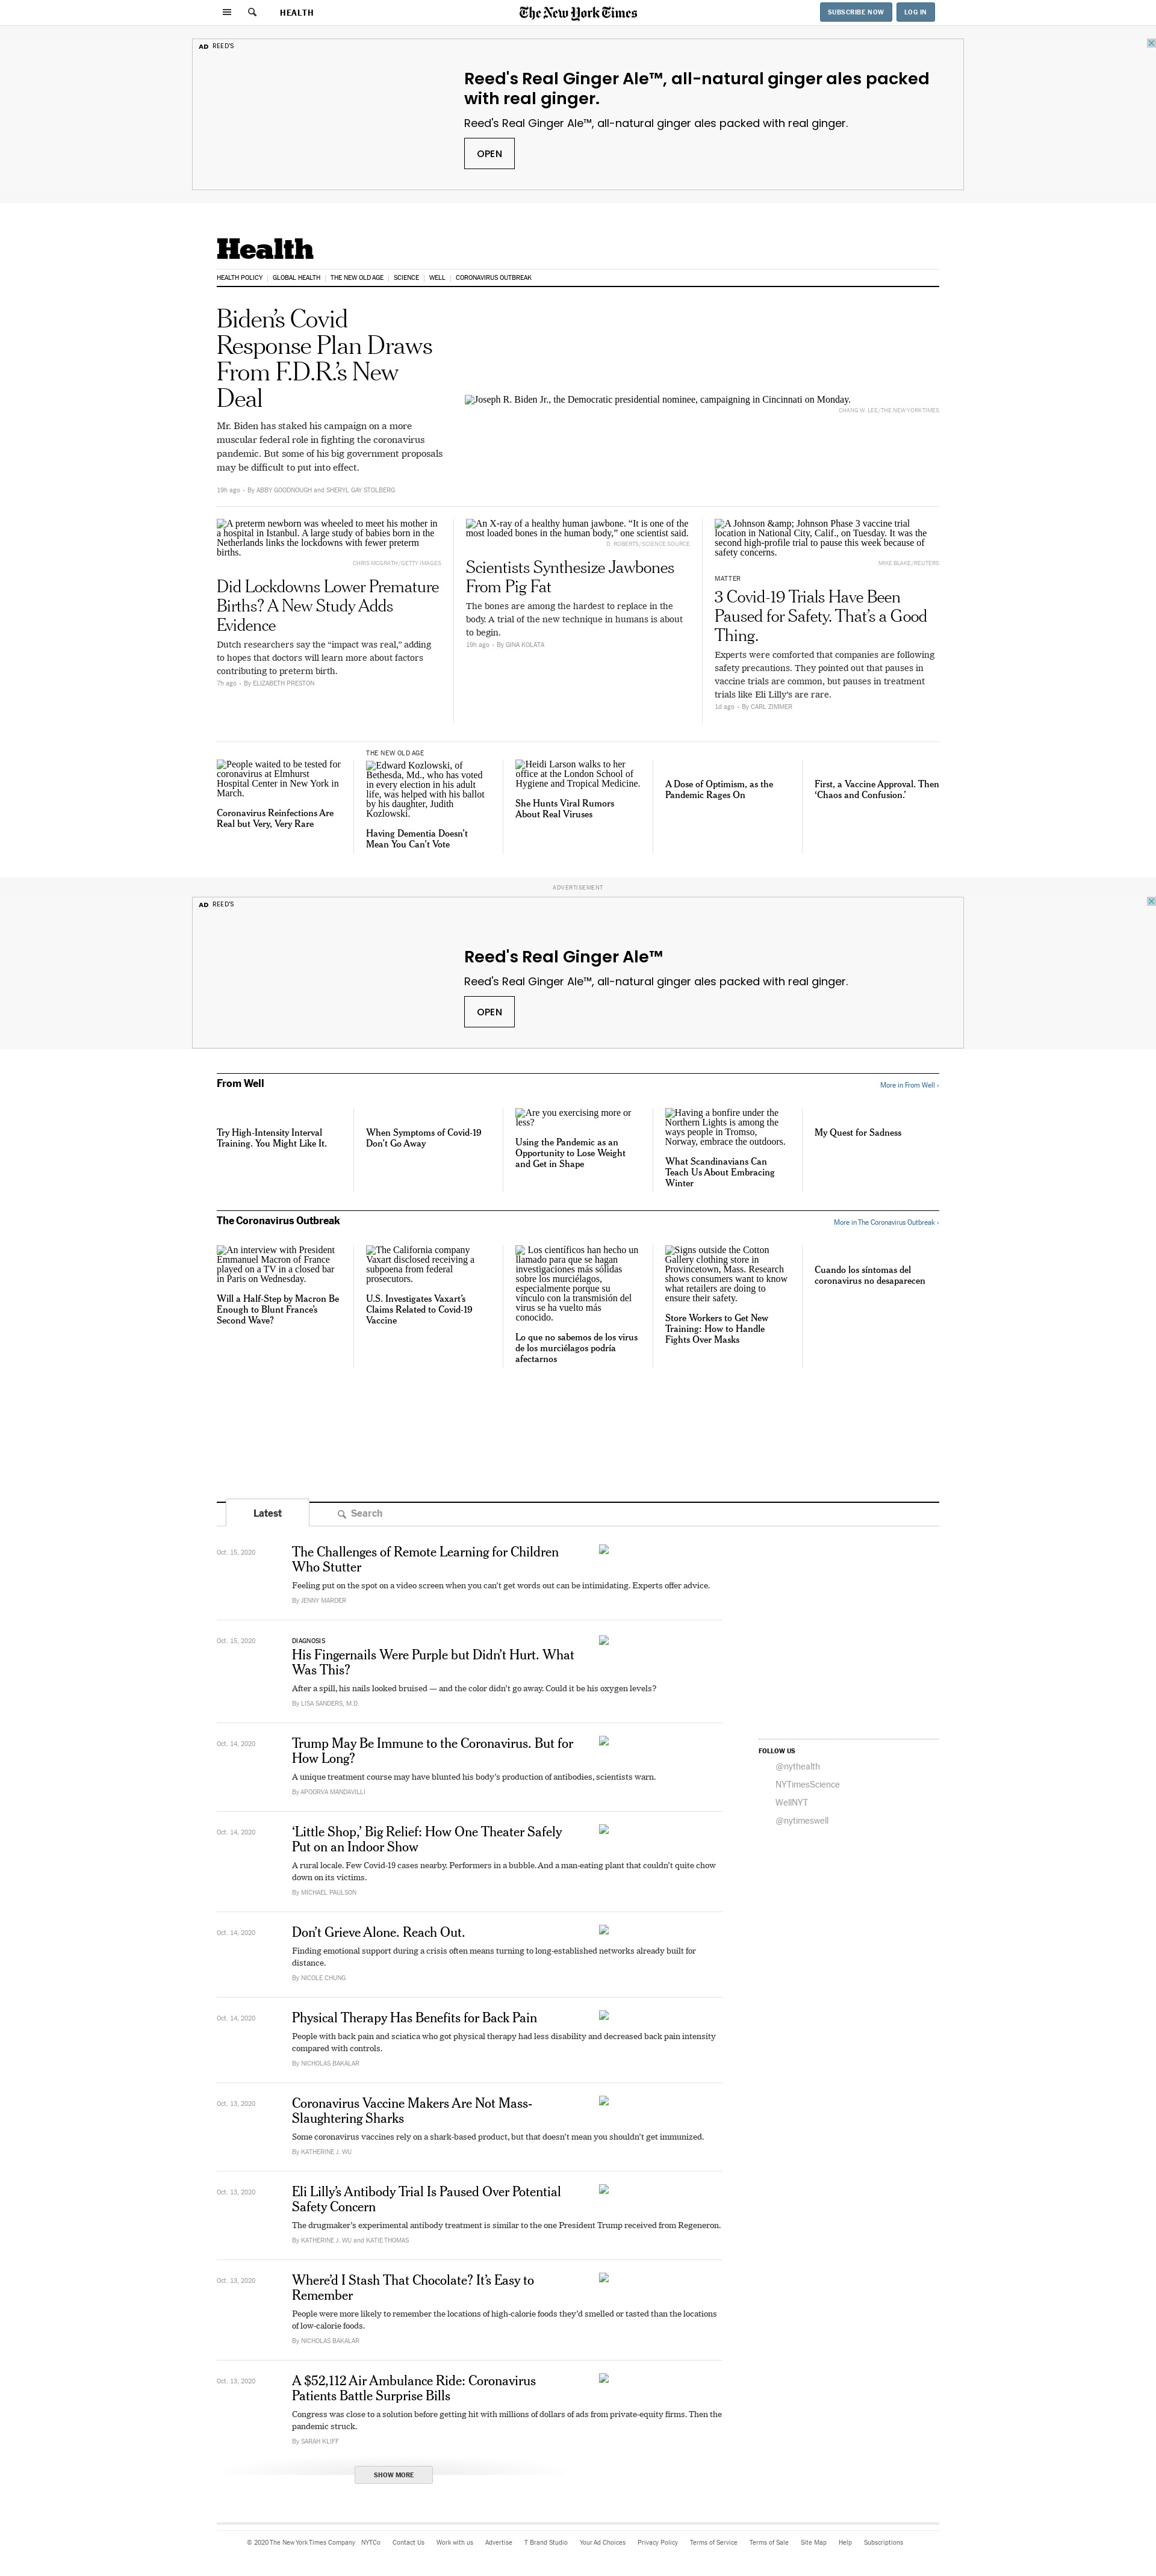 HEALTH
The New York Times
SUBSCRIBE NOW
LOG IN
AD REED'S
Reed's Real Ginger Ale™, all-natural ginger ales packed
with real ginger.
Reed's Real Ginger Ale™, all-natural ginger ales packed with real ginger.
OPEN
Health
HEALTH POLICY | GLOBAL HEALTH | THE NEW OLD AGE | SCIENCE | WELL | CORONAVIRUS OUTBREAK
Biden's Covid
Response Plan Draws
From F.D.R.'s New
Deal
Mr. Biden has staked his campaign on a more
muscular federal role in fighting the coronavirus
pandemic. But some of his big government proposals
may be difficult to put into effect.
19h ago • By ABBY GOODNOUGH and SHERYL GAY STOLBERG
Joseph R. Biden Jr., the Democratic presidential nominee, campaigning in Cincinnati on Monday.
CHANG W. LEE/THE NEW YORK TIMES
A preterm newborn was wheeled to meet his mother in
a hospital in Istanbul. A large study of babies born in the
Netherlands links the lockdowns with fewer preterm
births.
CHRIS MCGRATH/GETTY IMAGES
Did Lockdowns Lower Premature
Births? A New Study Adds
Evidence
Dutch researchers say the “impact was real,” adding
to hopes that doctors will learn more about factors
contributing to preterm birth.
7h ago • By ELIZABETH PRESTON
An X-ray of a healthy human jawbone. “It is one of the
most loaded bones in the human body,” one scientist said.
D. ROBERTS/SCIENCE SOURCE
Scientists Synthesize Jawbones
From Pig Fat
The bones are among the hardest to replace in the
body. A trial of the new technique in humans is about
to begin.
19h ago • By GINA KOLATA
A Johnson &amp; Johnson Phase 3 vaccine trial
location in National City, Calif., on Tuesday. It was the
second high-profile trial to pause this week because of
safety concerns.
MIKE BLAKE/REUTERS
MATTER
3 Covid-19 Trials Have Been
Paused for Safety. That's a Good
Thing.
Experts were comforted that companies are following
safety precautions. They pointed out that pauses in
vaccine trials are common, but pauses in treatment
trials like Eli Lilly's are rare.
1d ago • By CARL ZIMMER
People waited to be tested for
coronavirus at Elmhurst
Hospital Center in New York in
March.
Coronavirus Reinfections Are
Real but Very, Very Rare
THE NEW OLD AGE
Edward Kozlowski, of
Bethesda, Md., who has voted
in every election in his adult
life, was helped with his ballot
by his daughter, Judith
Kozlowski.
Having Dementia Doesn't
Mean You Can't Vote
Heidi Larson walks to her
office at the London School of
Hygiene and Tropical Medicine.
She Hunts Viral Rumors
About Real Viruses
A Dose of Optimism, as the
Pandemic Rages On
First, a Vaccine Approval. Then
‘Chaos and Confusion.’
ADVERTISEMENT
AD REED'S
Reed's Real Ginger Ale™
Reed's Real Ginger Ale™, all-natural ginger ales packed with real ginger.
OPEN
From Well
More in From Well ›
Try High-Intensity Interval
Training. You Might Like It.
When Symptoms of Covid-19
Don't Go Away
Are you exercising more or
less?
Using the Pandemic as an
Opportunity to Lose Weight
and Get in Shape
Having a bonfire under the
Northern Lights is among the
ways people in Tromso,
Norway, embrace the outdoors.
What Scandinavians Can
Teach Us About Embracing
Winter
My Quest for Sadness
The Coronavirus Outbreak
More in The Coronavirus Outbreak ›
An interview with President
Emmanuel Macron of France
played on a TV in a closed bar
in Paris on Wednesday.
Will a Half-Step by Macron Be
Enough to Blunt France's
Second Wave?
The California company
Vaxart disclosed receiving a
subpoena from federal
prosecutors.
U.S. Investigates Vaxart's
Claims Related to Covid-19
Vaccine
Los científicos han hecho un
llamado para que se hagan
investigaciones más sólidas
sobre los murciélagos,
especialmente porque su
vínculo con la transmisión del
virus se ha vuelto más
conocido.
Lo que no sabemos de los virus
de los murciélagos podría
afectarnos
Signs outside the Cotton
Gallery clothing store in
Provincetown, Mass. Research
shows consumers want to know
what retailers are doing to
ensure their safety.
Store Workers to Get New
Training: How to Handle
Fights Over Masks
Cuando los síntomas del
coronavirus no desaparecen
Latest
Search
Oct. 15, 2020
The Challenges of Remote Learning for Children
Who Stutter
Feeling put on the spot on a video screen when you can't get words out can be intimidating. Experts offer advice.
By JENNY MARDER
Oct. 15, 2020
DIAGNOSIS
His Fingernails Were Purple but Didn't Hurt. What
Was This?
After a spill, his nails looked bruised — and the color didn't go away. Could it be his oxygen levels?
By LISA SANDERS, M.D.
Oct. 14, 2020
Trump May Be Immune to the Coronavirus. But for
How Long?
A unique treatment course may have blunted his body's production of antibodies, scientists warn.
By APOORVA MANDAVILLI
Oct. 14, 2020
‘Little Shop,’ Big Relief: How One Theater Safely
Put on an Indoor Show
A rural locale. Few Covid-19 cases nearby. Performers in a bubble. And a man-eating plant that couldn't quite chow
down on its victims.
By MICHAEL PAULSON
Oct. 14, 2020
Don't Grieve Alone. Reach Out.
Finding emotional support during a crisis often means turning to long-established networks already built for
distance.
By NICOLE CHUNG
Oct. 14, 2020
Physical Therapy Has Benefits for Back Pain
People with back pain and sciatica who got physical therapy had less disability and decreased back pain intensity
compared with controls.
By NICHOLAS BAKALAR
Oct. 13, 2020
Coronavirus Vaccine Makers Are Not Mass-
Slaughtering Sharks
Some coronavirus vaccines rely on a shark-based product, but that doesn't mean you shouldn't get immunized.
By KATHERINE J. WU
Oct. 13, 2020
Eli Lilly's Antibody Trial Is Paused Over Potential
Safety Concern
The drugmaker's experimental antibody treatment is similar to the one President Trump received from Regeneron.
By KATHERINE J. WU and KATIE THOMAS
Oct. 13, 2020
Where'd I Stash That Chocolate? It's Easy to
Remember
People were more likely to remember the locations of high-calorie foods they'd smelled or tasted than the locations
of low-calorie foods.
By NICHOLAS BAKALAR
Oct. 13, 2020
A $52,112 Air Ambulance Ride: Coronavirus
Patients Battle Surprise Bills
Congress was close to a solution before getting hit with millions of dollars of ads from private-equity firms. Then the
pandemic struck.
By SARAH KLIFF
SHOW MORE
FOLLOW US
@nythealth
NYTimesScience
WellNYT
@nytimeswell
© 2020 The New York Times Company NYTCo Contact Us Work with us Advertise T Brand Studio Your Ad Choices Privacy Policy Terms of Service Terms of Sale Site Map Help Subscriptions